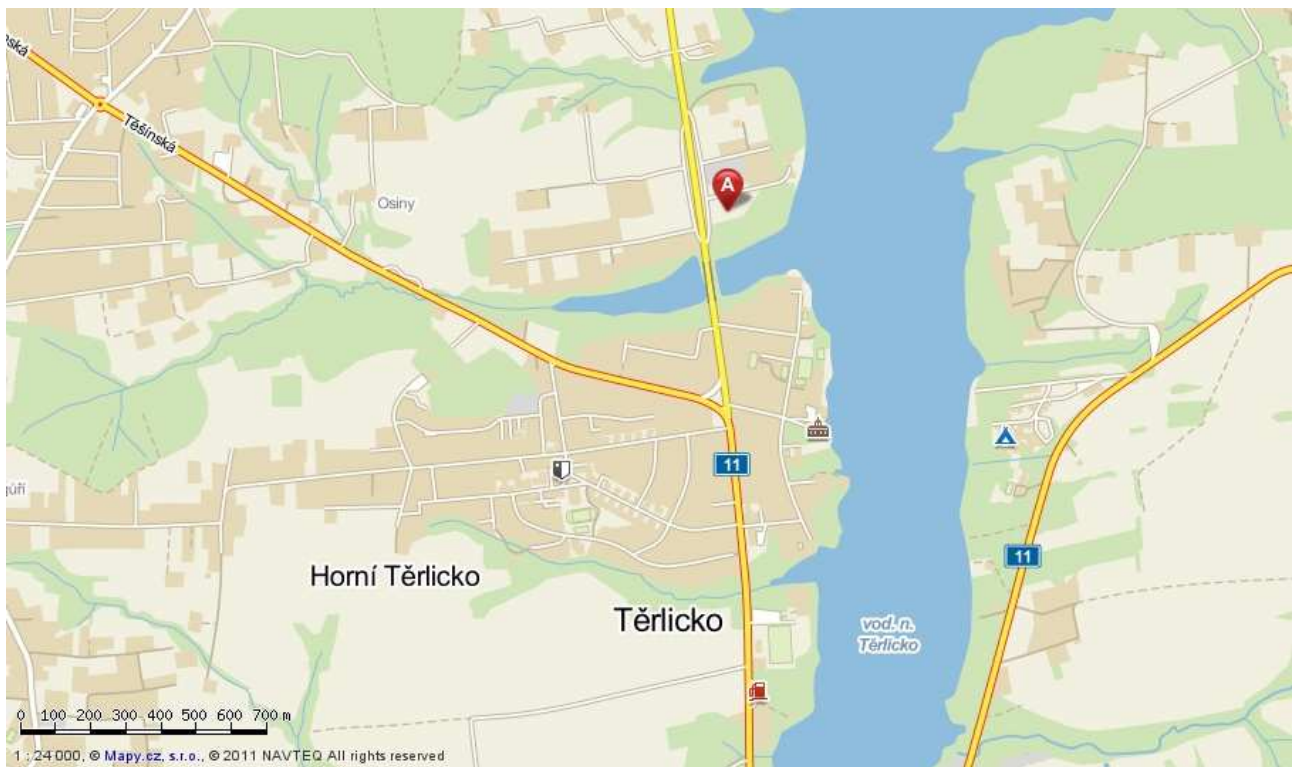 Těšínská
A
Osiny
11
11
Horní Těrlicko
Těrlicko
vod. n.
Těrlicko
0 100 200 300 400 500 600 700 m
1 : 24 000, © Mapy.cz, s.r.o., © 2011 NAVTEQ All rights reserved